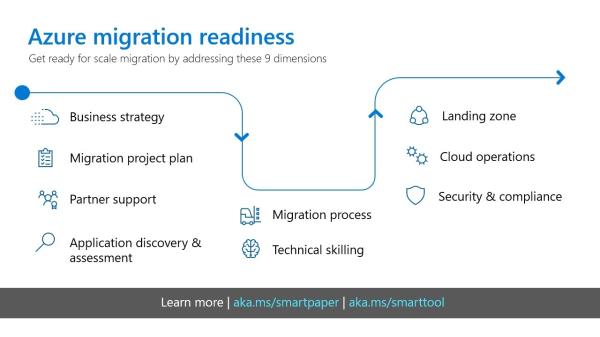 Azure migration readiness
Get ready for scale migration by addressing these 9 dimensions
Business strategy
Migration project plan
Partner support
Application discovery &
assessment
Migration process
Technical skilling
Landing zone
Cloud operations
Security & compliance
Learn more | aka.ms/smartpaper | aka.ms/smarttool